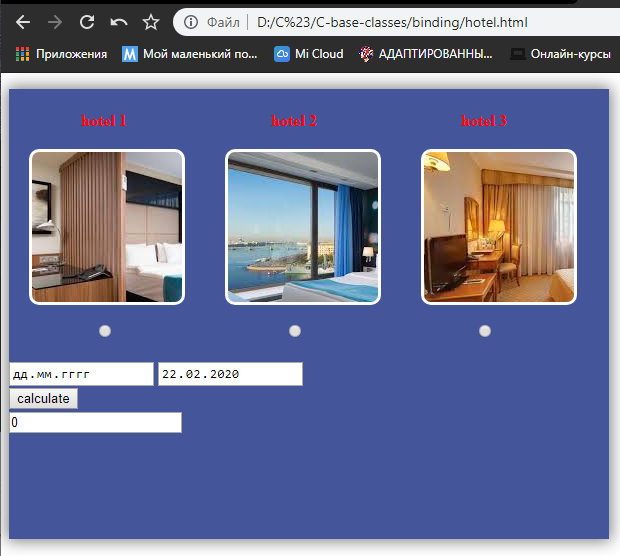 Файл | D:/C%23/C-base-classes/binding/hotel.html
Приложения М Мой маленький по... Mi Cloud АДАПТИРОВАННЫ... Онлайн-курсы
hotel 1 hotel 2 hotel 3
дд.мм.гггг 22.02.2020
calculate
0